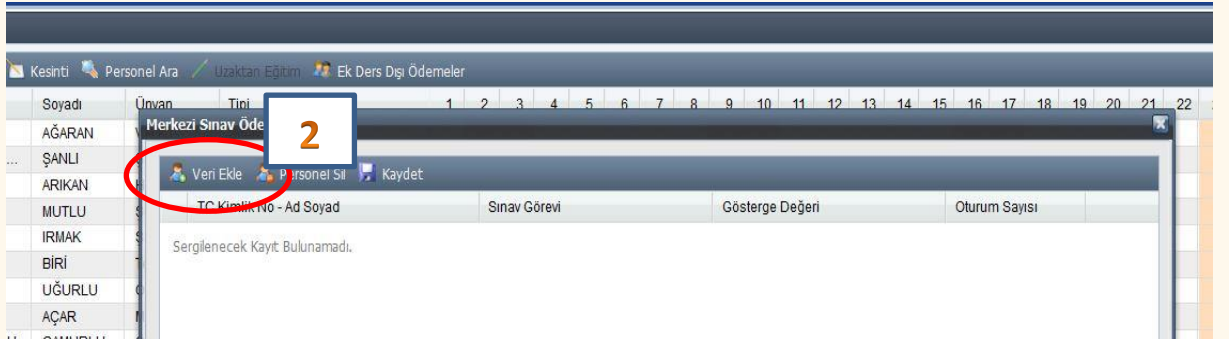 Kesinti Personel Ara Uzaktan Eğitim Ek Ders Dışı Ödemeler
Soyadı Ünvan Tipi 1 2 3 4 5 6 7 8 9 10 11 12 13 14 15 16 17 18 19 20 21 22
AĞARAN
... ŞANLI
ARIKAN
MUTLU
IRMAK
BİRİ
UĞURLU
AÇAR
Merkezi Sınav Öde
2
Veri Ekle Personel Sil Kaydet
TC Kimlik No - Ad Soyad Sınav Görevi Gösterge Değeri Oturum Sayısı
Sergilenecek Kayıt Bulunamadı.